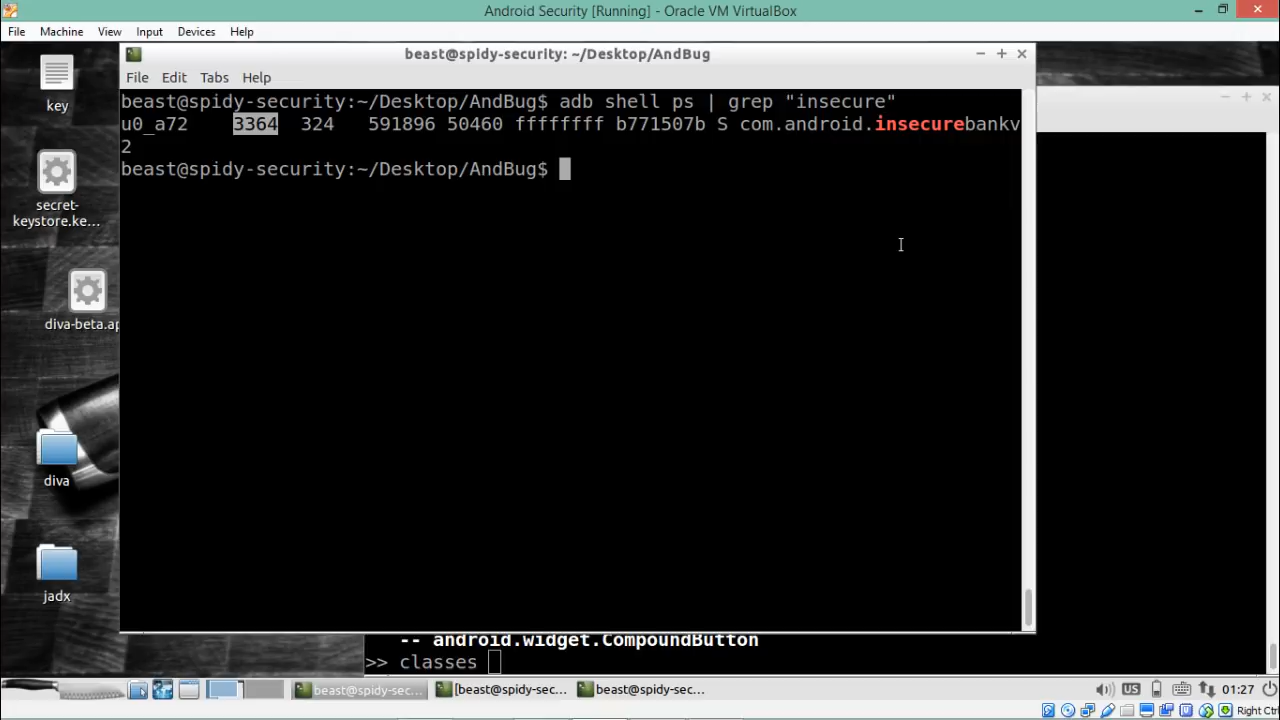 Android Security [Running] - Oracle VM VirtualBox
File Machine View Input Devices Help
beast@spidy-security: ~/Desktop/AndBug
File Edit Tabs Help
beast@spidy-security:~/Desktop/AndBug$ adb shell ps | grep "insecure"
u0_a72 3364 324 591896 50460 ffffffff b771507b S com.android.insecurebankv
2
beast@spidy-security:~/Desktop/AndBug$
key
secret-
keystore.ke...
diva-beta.ap
diva
jadx
-- android.widget.CompoundButton
>> classes
beast@spidy-sec...
[beast@spidy-sec...
beast@spidy-sec...
US
01:27
Right Ctrl